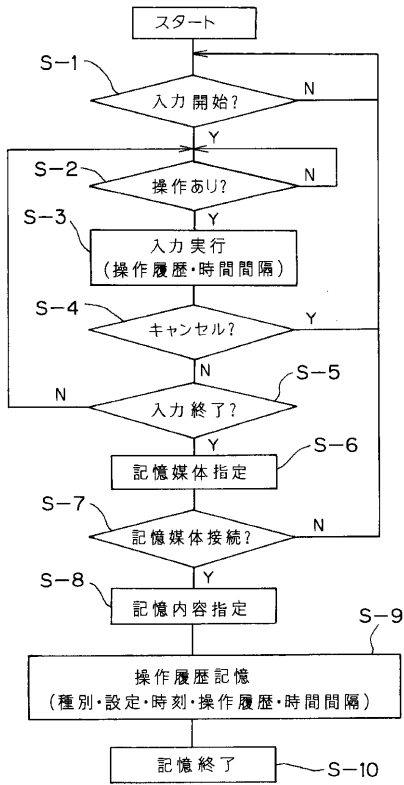 スタート
S-1
入力開始?
N
Y
S-2
操作あり?
N
Y
S-3
入力実行
(操作履歴・時間間隔)
S-4
キャンセル?
Y
N
S-5
入力終了?
N
Y
S-6
記憶媒体指定
S-7
記憶媒体接続?
N
Y
S-8
記憶内容指定
S-9
操作履歴記憶
(種別・設定・時刻・操作履歴・時間間隔)
記憶終了
S-10